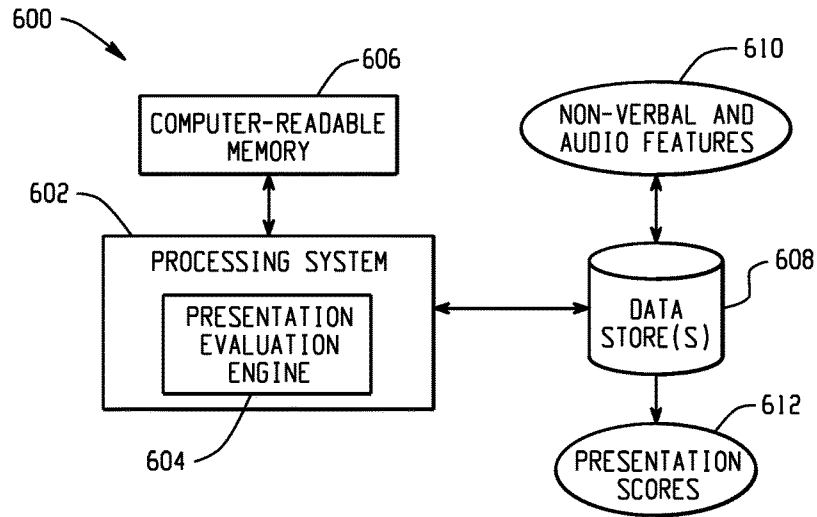 600
606
COMPUTER-READABLE
MEMORY
610
NON-VERBAL AND
AUDIO FEATURES
602
PROCESSING SYSTEM
PRESENTATION
EVALUATION
ENGINE
604
608
DATA
STORE(S)
612
PRESENTATION
SCORES